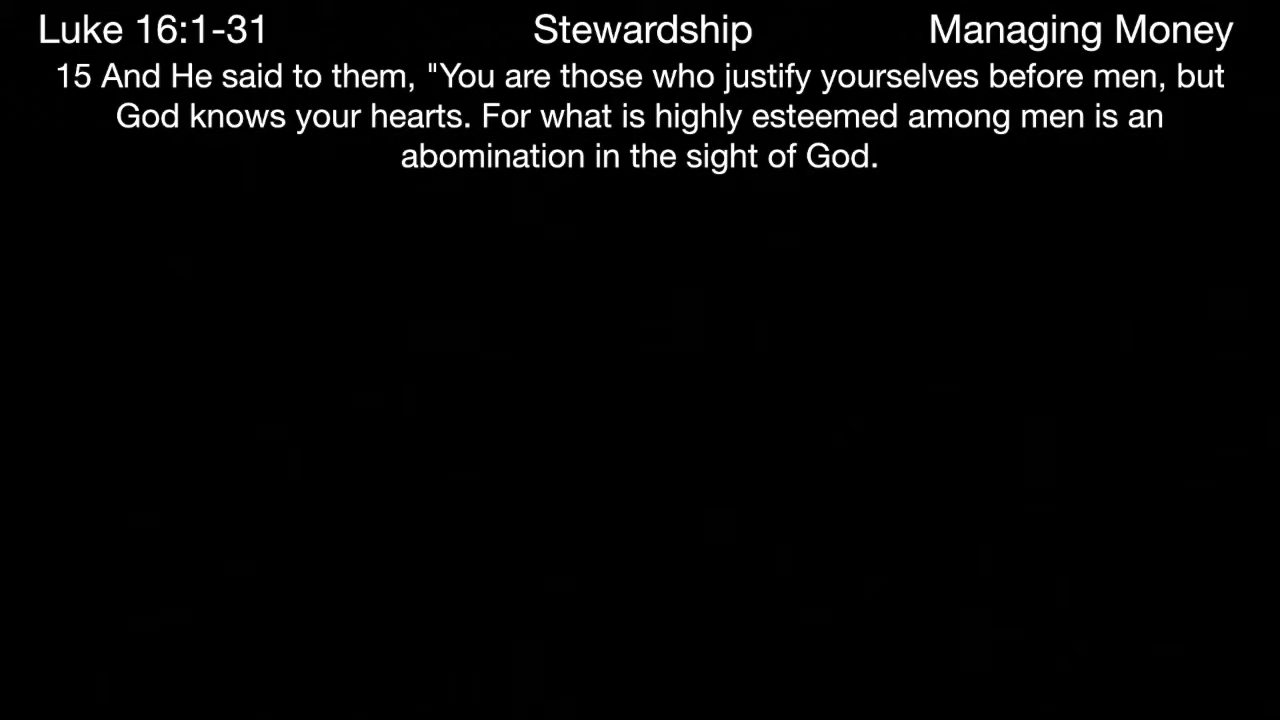 Luke 16:1-31 Stewardship Managing Money
15 And He said to them, "You are those who justify yourselves before men, but
God knows your hearts. For what is highly esteemed among men is an
abomination in the sight of God.